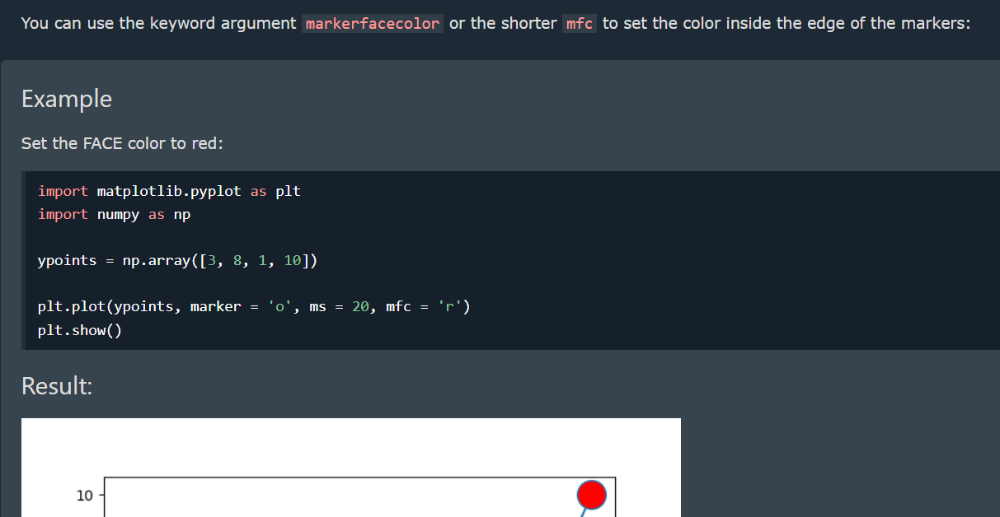 You can use the keyword argument markerfacecolor or the shorter mfc to set the color inside the edge of the markers:
Example
Set the FACE color to red:
import matplotlib.pyplot as plt
import numpy as np
ypoints = np.array([3, 8, 1, 10])
plt.plot(ypoints, marker = 'o', ms = 20, mfc = 'r')
plt.show()
Result:
10